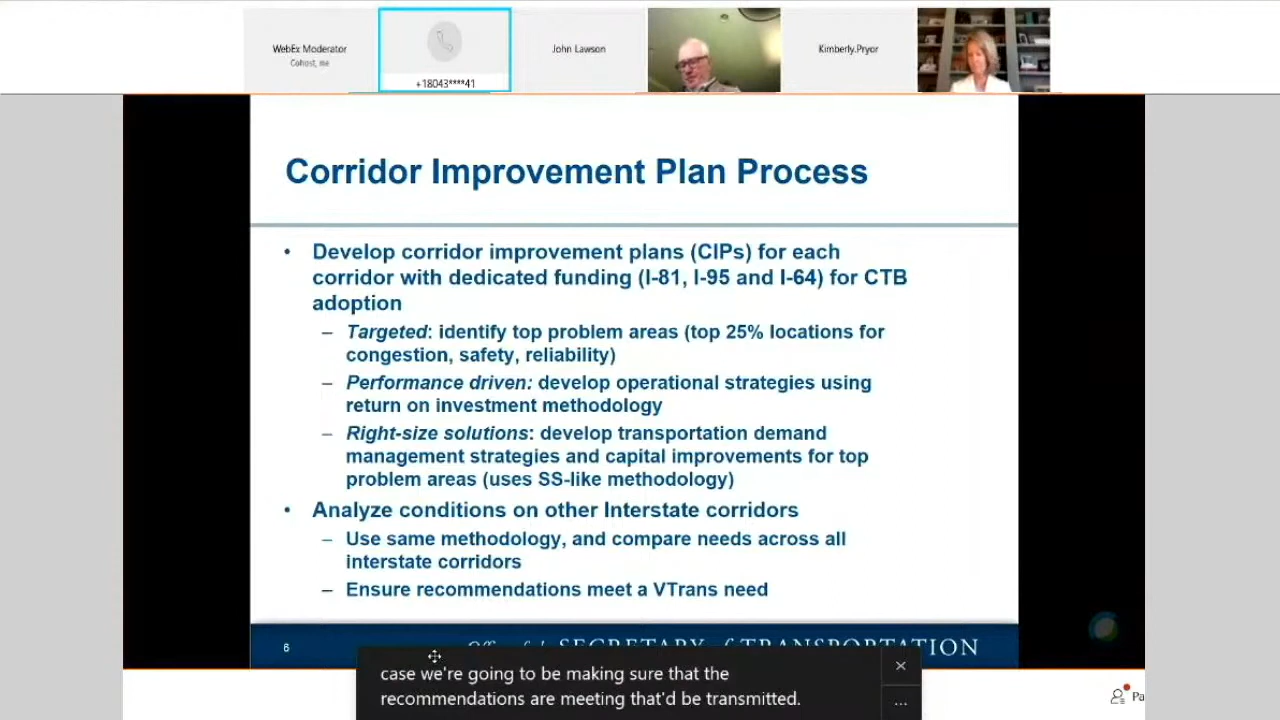 WebEx Moderator
Cohost, me
+18043****41
John Lawson
Kimberly.Pryor
Corridor Improvement Plan Process
• Develop corridor improvement plans (CIPs) for each
corridor with dedicated funding (I-81, I-95 and I-64) for CTB
adoption
– Targeted: identify top problem areas (top 25% locations for
congestion, safety, reliability)
– Performance driven: develop operational strategies using
return on investment methodology
– Right-size solutions: develop transportation demand
management strategies and capital improvements for top
problem areas (uses SS-like methodology)
• Analyze conditions on other Interstate corridors
– Use same methodology, and compare needs across all
interstate corridors
– Ensure recommendations meet a VTrans need
6
SECRETARY of TRANSPORTATION
case we're going to be making sure that the
recommendations are meeting that'd be transmitted.
Pa